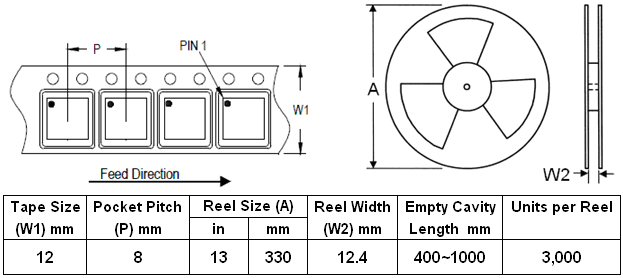 P
PIN 1
W1
Feed Direction
A
W2
Tape Size (W1) mm
Pocket Pitch (P) mm
Reel Size (A)
in
mm
Reel Width (W2) mm
Empty Cavity Length mm
Units per Reel
12
8
13
330
12.4
400~1000
3,000